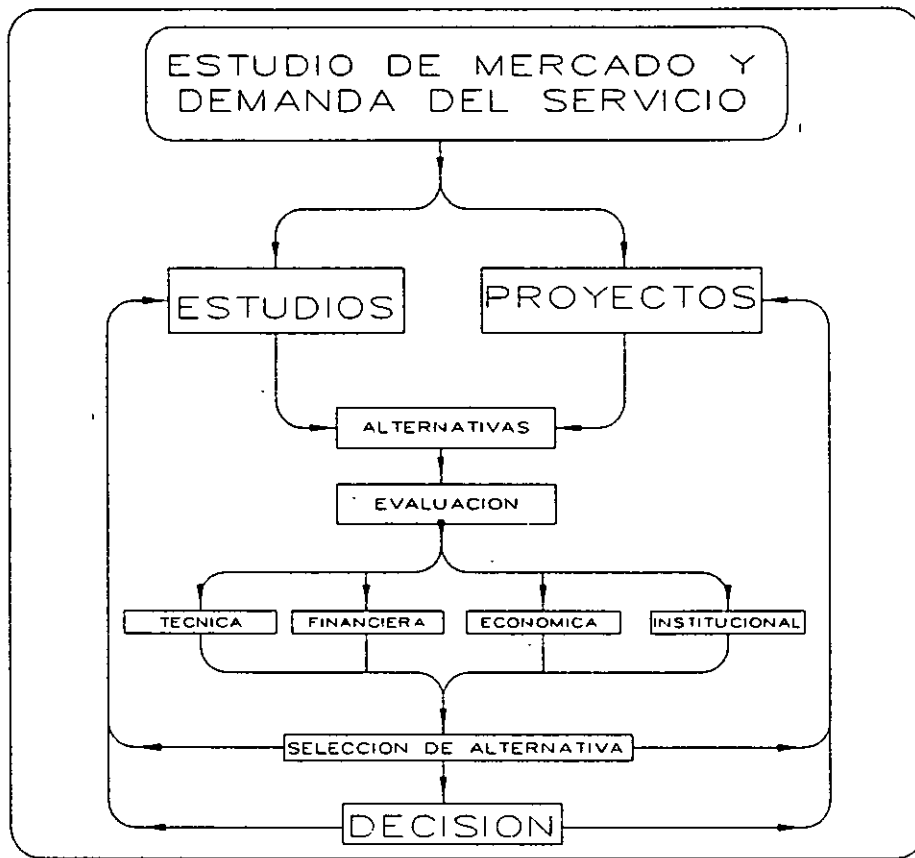 ESTUDIO DE MERCADO Y
DEMANDA DEL SERVICIO
ESTUDIOS
PROYECTOS
ALTERNATIVAS
EVALUACION
TECNICA
FINANCIERA
ECONOMICA
INSTITUCIONAL
SELECCION DE ALTERNATIVA
DECISION